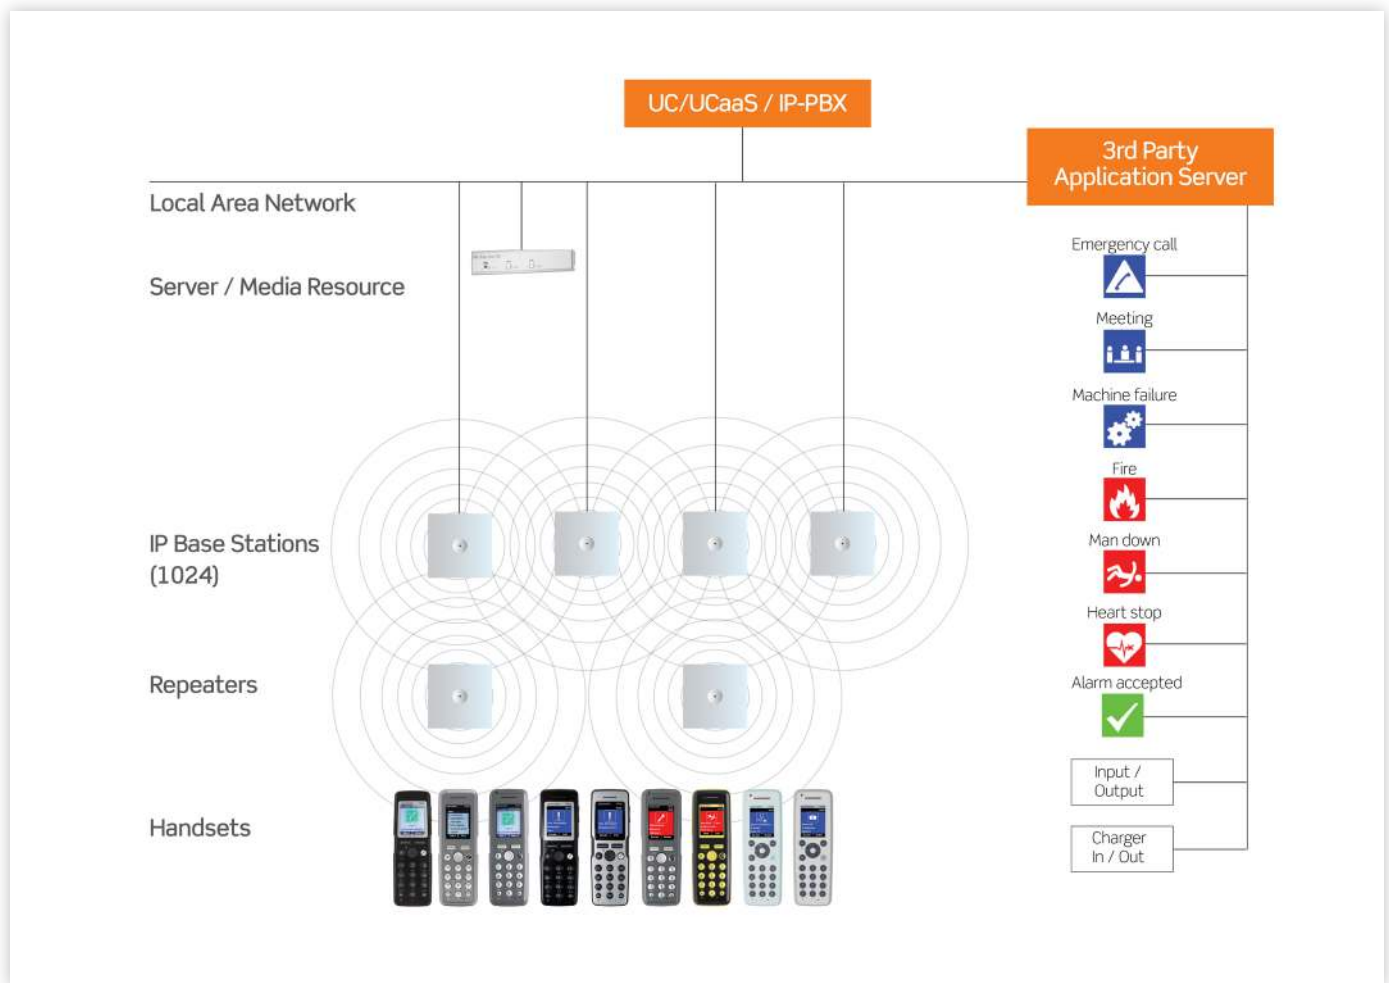 UC/UCaaS / IP-PBX
3rd Party
Application Server
Local Area Network
Server / Media Resource
IP Base Stations
(1024)
Repeaters
Handsets
Emergency call
Meeting
Machine failure
Fire
Man down
Heart stop
Alarm accepted
Input /
Output
Charger
In / Out